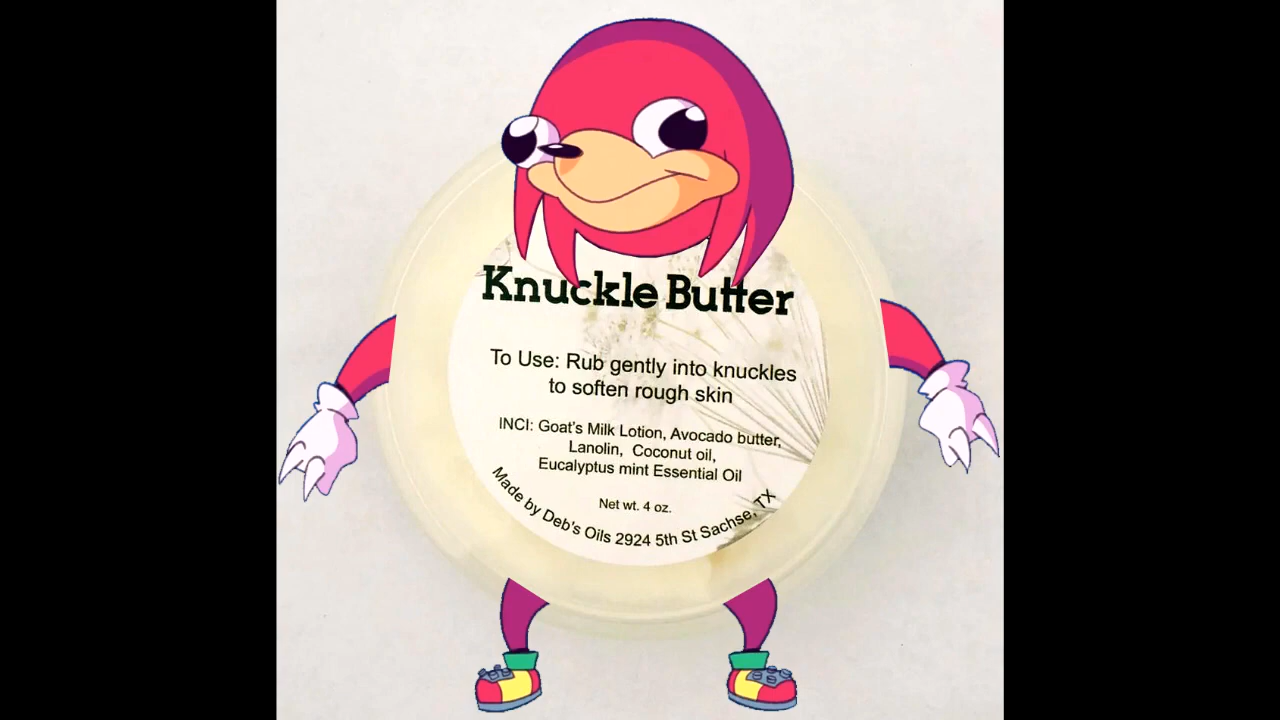 Knuckle Butter
To Use: Rub gently into knuckles
to soften rough skin
INCI: Goat's Milk Lotion, Avocado butter,
Lanolin, Coconut oil,
Eucalyptus mint Essential Oil
Net wt. 4 oz.
Made by Deb's Oils 2924 5th St Sachse, TX